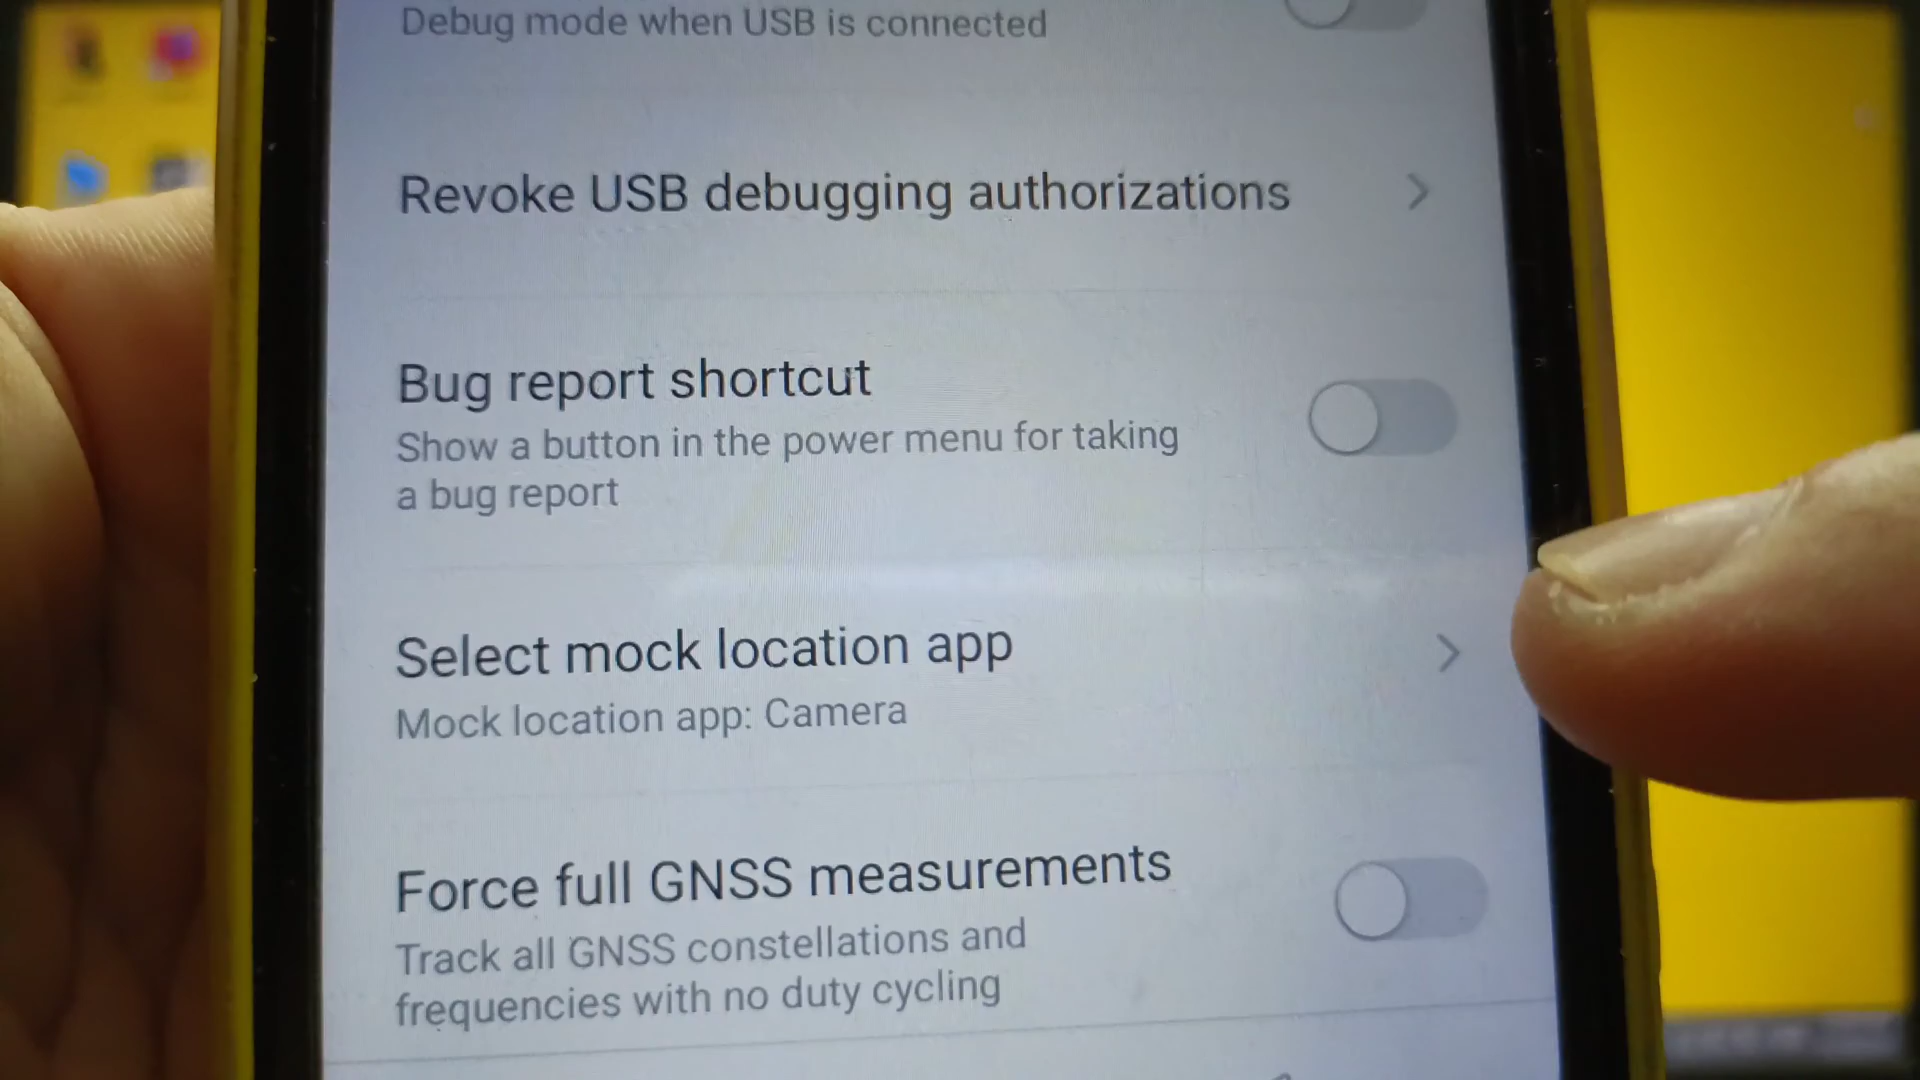 Debug mode when USB is connected
Revoke USB debugging authorizations
Bug report shortcut
Show a button in the power menu for taking
a bug report
Select mock location app
Mock location app: Camera
Force full GNSS measurements
Track all GNSS constellations and
frequencies with no duty cycling